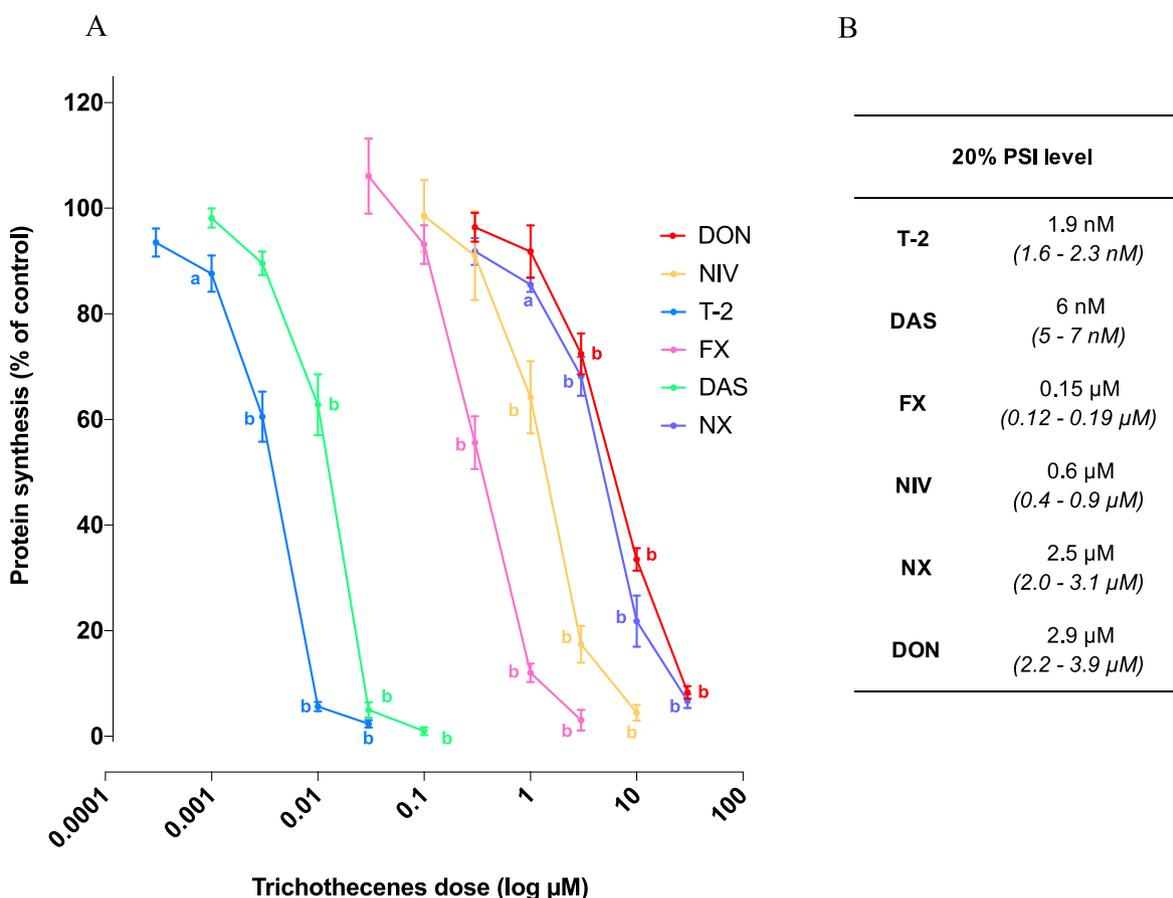 A
B
120
100
80
60
40
20
0
Protein synthesis (% of control)
0.0001
0.001
0.01
0.1
1
10
100
Trichothecenes dose (log µM)
DON
NIV
T-2
FX
DAS
NX
a
b
b
b
b
b
b
b
b
b
b
b
b
b
b
a
b
b
b
b
b
b
20% PSI level
T-2
1.9 nM
(1.6 - 2.3 nM)
DAS
6 nM
(5 - 7 nM)
FX
0.15 µM
(0.12 - 0.19 µM)
NIV
0.6 µM
(0.4 - 0.9 µM)
NX
2.5 µM
(2.0 - 3.1 µM)
DON
2.9 µM
(2.2 - 3.9 µM)